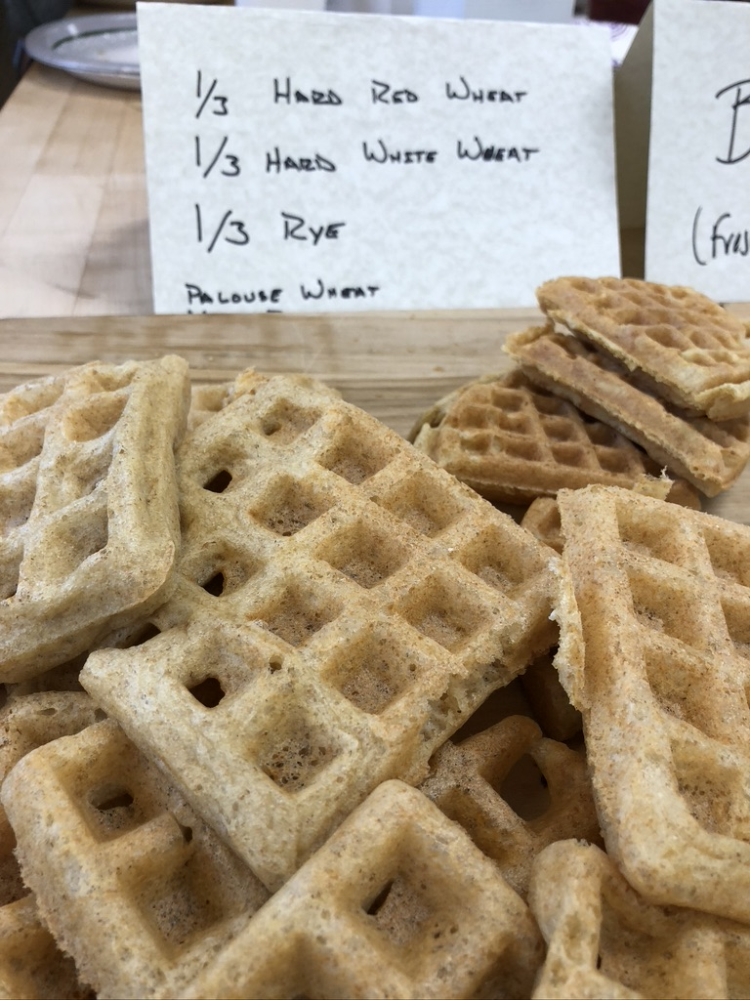 1/3 HARD RED WHEAT
1/3 HARD WHITE WHEAT
1/3 RYE
PALOUSE WHEAT